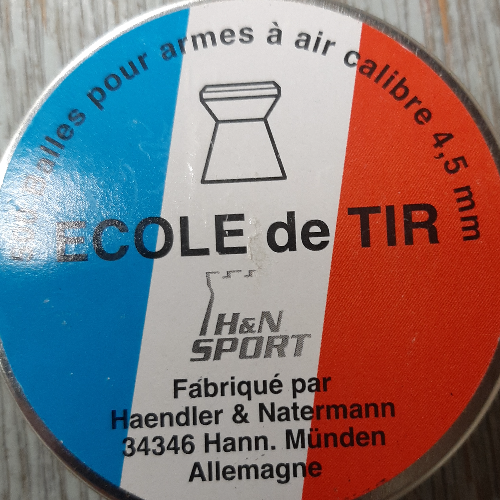 Balles pour armes à air calibre 4,5 mm
ECOLE de TIR
H&N
SPORT
Fabriqué par
Haendler & Natermann
34346 Hann. Münden
Allemagne